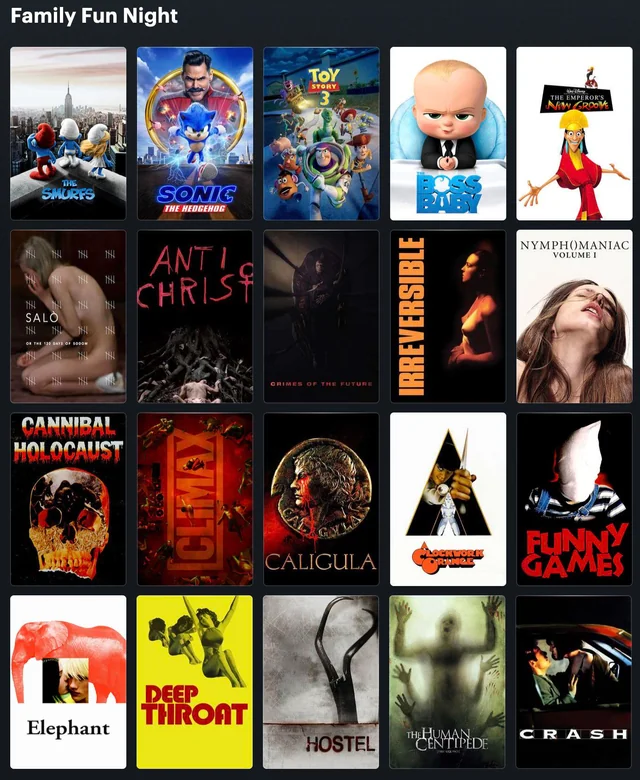 Family Fun Night
THE
SMURFS
SONIC
THE HEDGEHOG
TOY
STORY
3
BOSS
BABY
THE EMPEROR'S
NEW GROOVE
SALÒ
OR THE 120 DAYS OF SODOM
ANTI
CHRIST
CRIMES OF THE FUTURE
IRREVERSIBLE
NYMPH()MANIAC
VOLUME I
CANNIBAL
HOLOCAUST
CLIMAX
CALIGULA
A
CLOCKWORK
ORANGE
FUNNY
GAMES
Elephant
DEEP
THROAT
HOSTEL
THE HUMAN
CENTIPEDE
CRASH